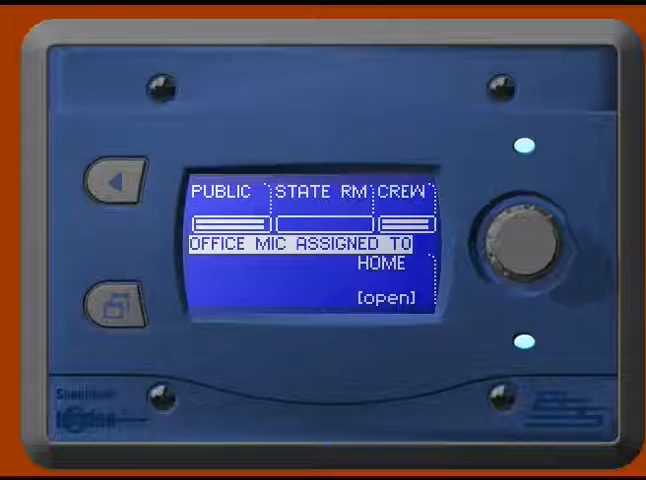 PUBLIC STATE RM CREW
OFFICE MIC ASSIGNED TO
HOME
[open]